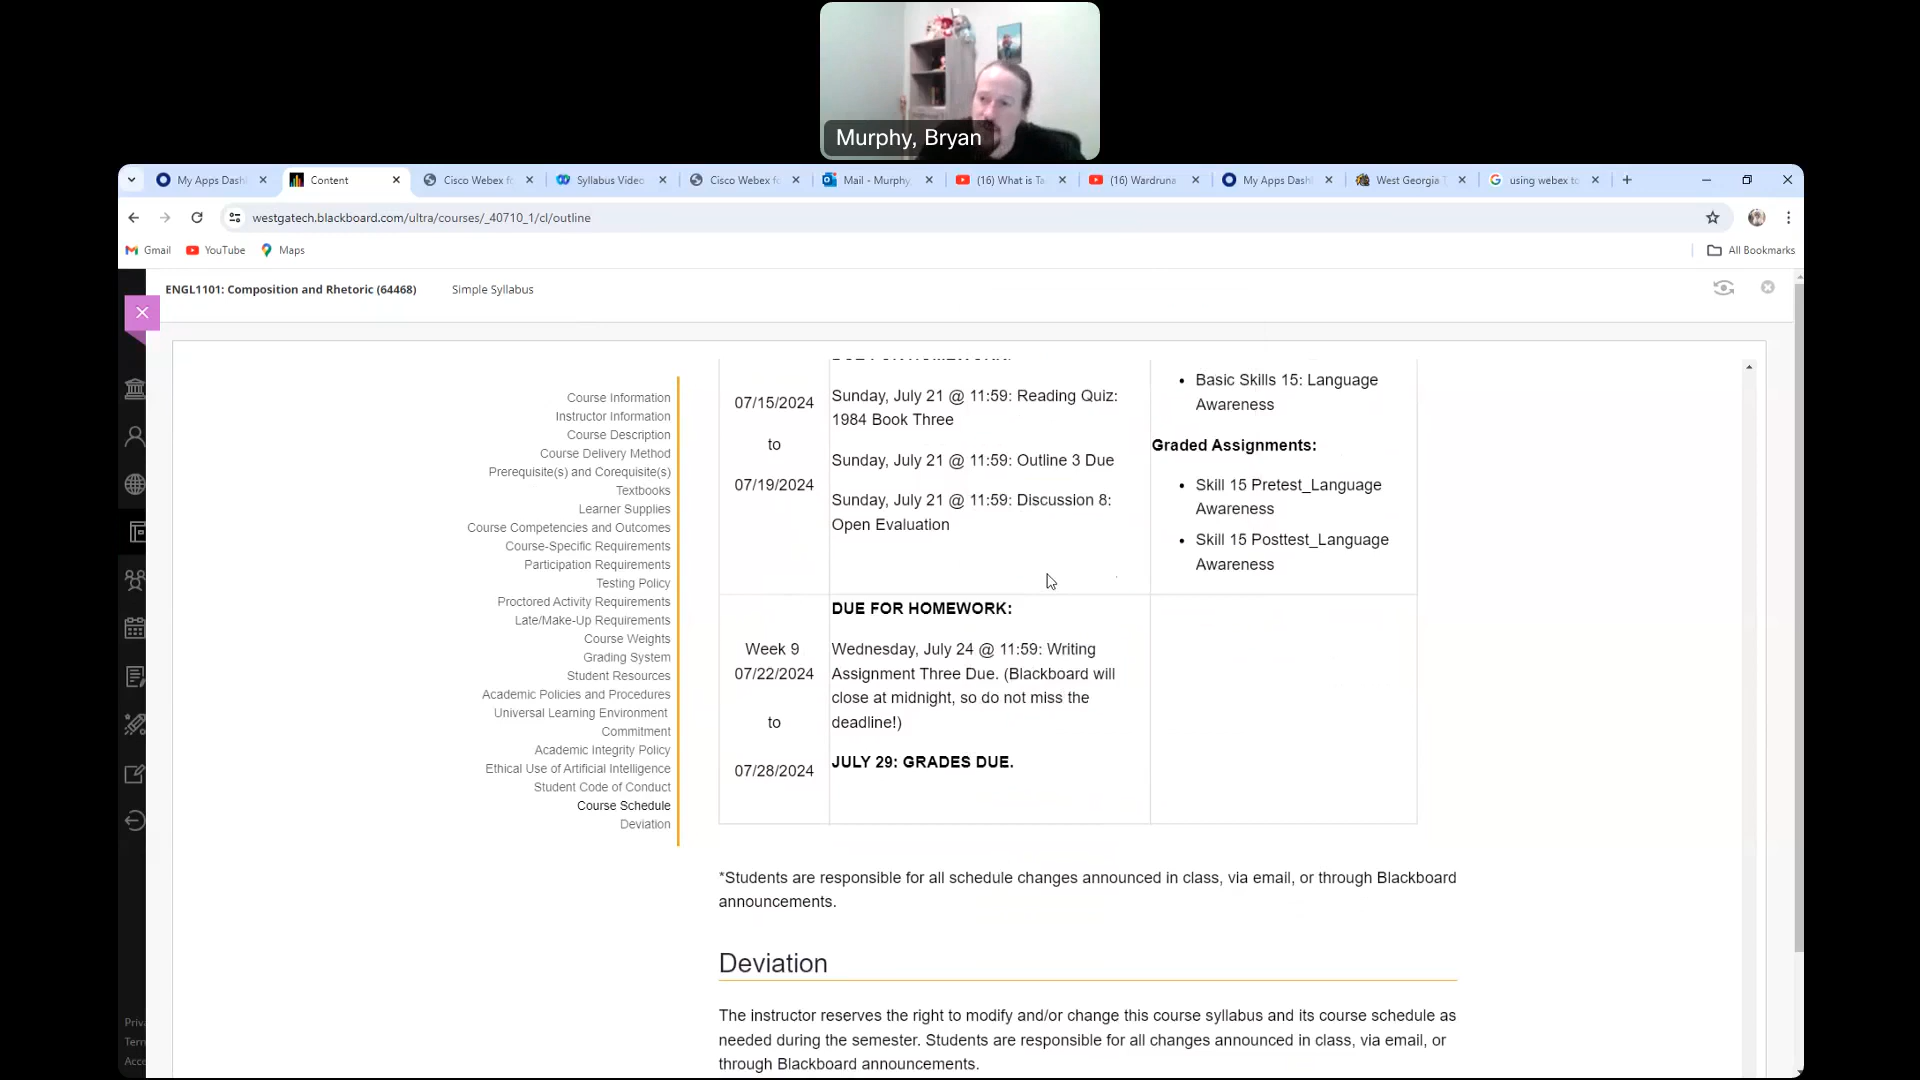 Murphy, Bryan
My Apps Dash
Content
Cisco Webex fo
Syllabus Video
Cisco Webex fo
Mail - Murphy,
(16) What is Ta
(16) Wardruna
My Apps Dash
West Georgia T
using webex to
westgatech.blackboard.com/ultra/courses/_40710_1/cl/outline
Gmail
YouTube
Maps
All Bookmarks
ENGL1101: Composition and Rhetoric (64468)
Simple Syllabus
Course Information
Instructor Information
Course Description
Course Delivery Method
Prerequisite(s) and Corequisite(s)
Textbooks
Learner Supplies
Course Competencies and Outcomes
Course-Specific Requirements
Participation Requirements
Testing Policy
Proctored Activity Requirements
Late/Make-Up Requirements
Course Weights
Grading System
Student Resources
Academic Policies and Procedures
Universal Learning Environment
Commitment
Academic Integrity Policy
Ethical Use of Artificial Intelligence
Student Code of Conduct
Course Schedule
Deviation
07/15/2024
to
07/19/2024
Sunday, July 21 @ 11:59: Reading Quiz:
1984 Book Three
Sunday, July 21 @ 11:59: Outline 3 Due
Sunday, July 21 @ 11:59: Discussion 8:
Open Evaluation
• Basic Skills 15: Language
Awareness
Graded Assignments:
• Skill 15 Pretest_Language
Awareness
• Skill 15 Posttest_Language
Awareness
Week 9
07/22/2024
to
07/28/2024
DUE FOR HOMEWORK:
Wednesday, July 24 @ 11:59: Writing
Assignment Three Due. (Blackboard will
close at midnight, so do not miss the
deadline!)
JULY 29: GRADES DUE.
*Students are responsible for all schedule changes announced in class, via email, or through Blackboard
announcements.
Deviation
The instructor reserves the right to modify and/or change this course syllabus and its course schedule as
needed during the semester. Students are responsible for all changes announced in class, via email, or
through Blackboard announcements.
Priv
Term
Acce